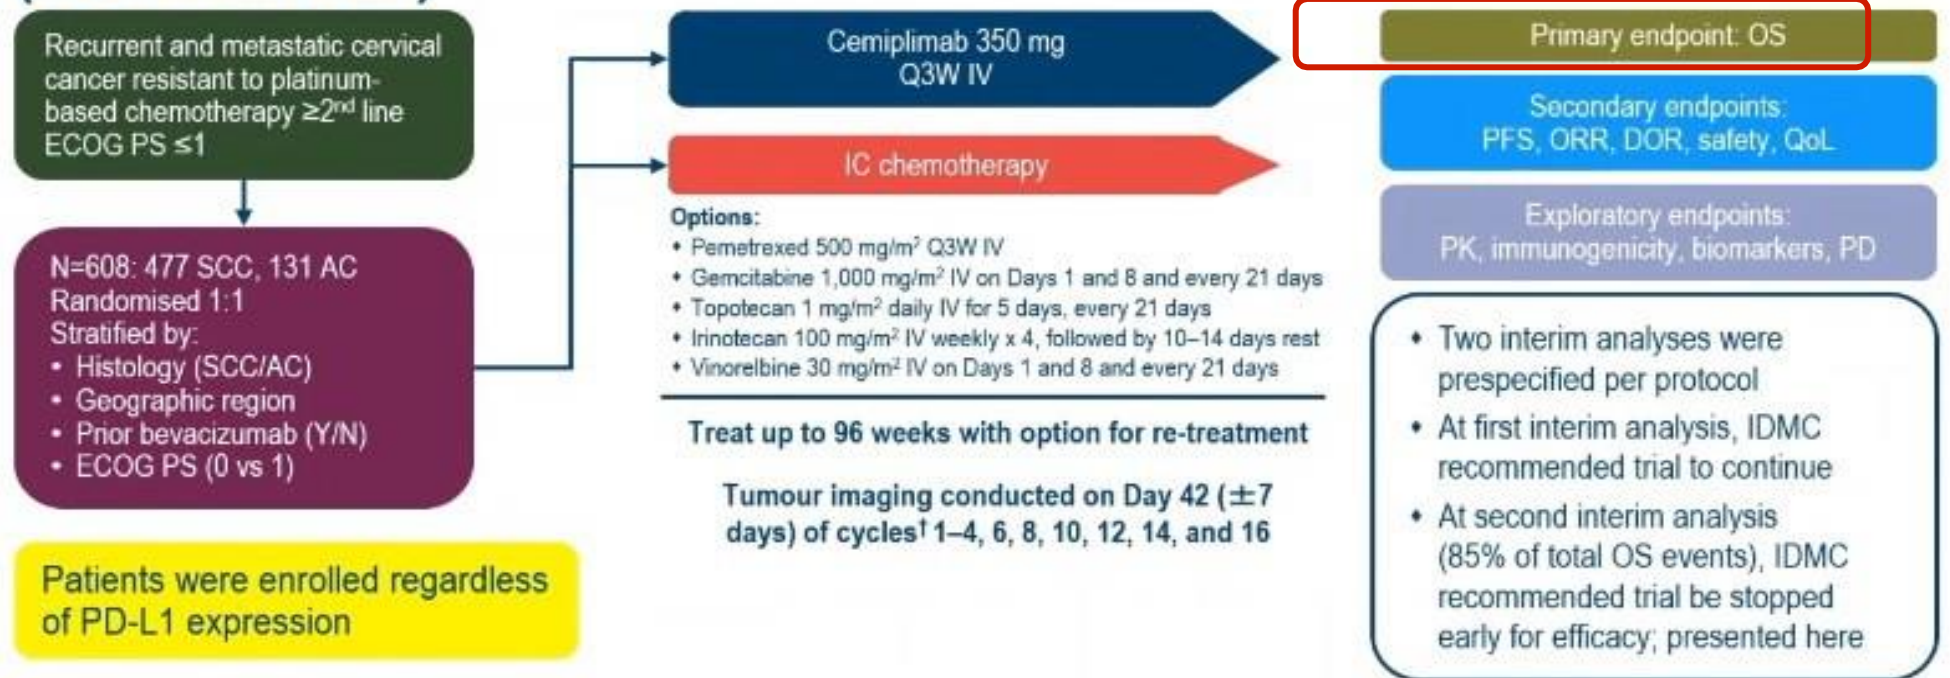 Recurrent and metastatic cervical
cancer resistant to platinum-
based chemotherapy ≥2nd line
ECOG PS ≤1
N=608: 477 SCC, 131 AC
Randomised 1:1
Stratified by:
• Histology (SCC/AC)
• Geographic region
• Prior bevacizumab (Y/N)
• ECOG PS (0 vs 1)
Patients were enrolled regardless
of PD-L1 expression
Cemiplimab 350 mg
Q3W IV
IC chemotherapy
Options:
• Pemetrexed 500 mg/m² Q3W IV
• Gemcitabine 1,000 mg/m² IV on Days 1 and 8 and every 21 days
• Topotecan 1 mg/m² daily IV for 5 days, every 21 days
• Irinotecan 100 mg/m² IV weekly x 4, followed by 10–14 days rest
• Vinorelbine 30 mg/m² IV on Days 1 and 8 and every 21 days
Treat up to 96 weeks with option for re-treatment
Tumour imaging conducted on Day 42 (±7
days) of cycles† 1–4, 6, 8, 10, 12, 14, and 16
Primary endpoint: OS
Secondary endpoints:
PFS, ORR, DOR, safety, QoL
Exploratory endpoints:
PK, immunogenicity, biomarkers, PD
• Two interim analyses were
prespecified per protocol
• At first interim analysis, IDMC
recommended trial to continue
• At second interim analysis
(85% of total OS events), IDMC
recommended trial be stopped
early for efficacy; presented here